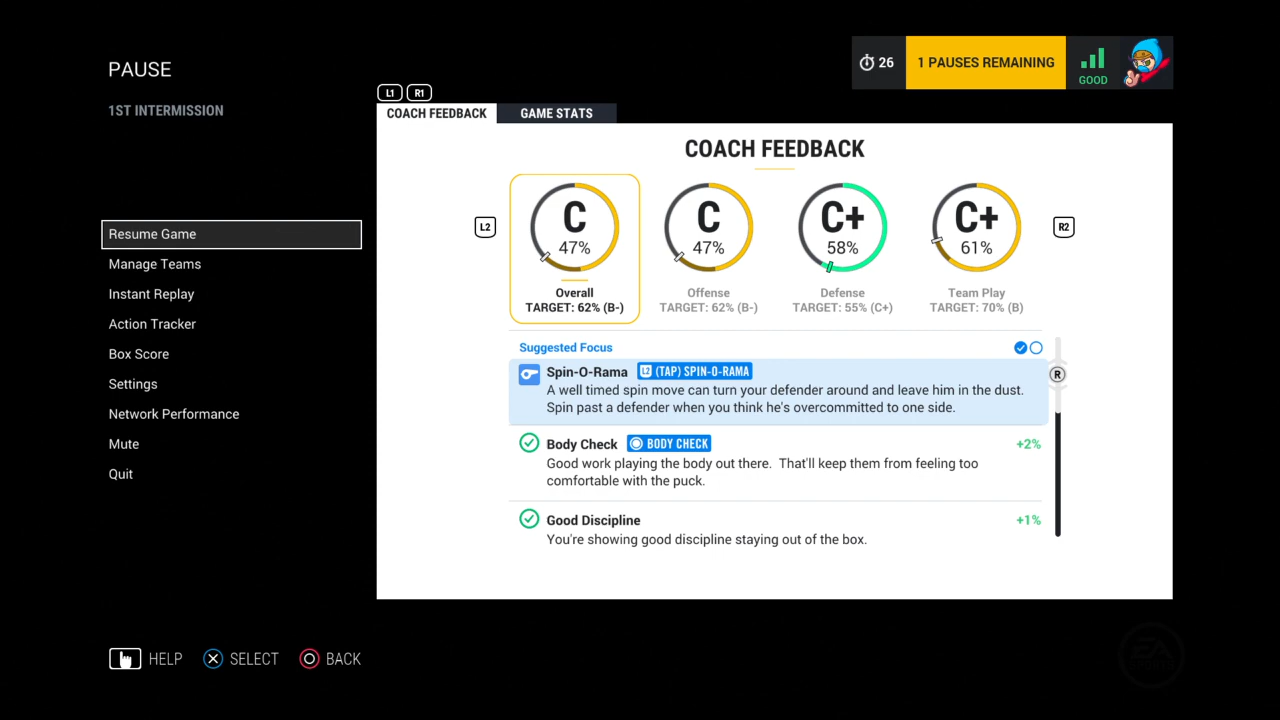 PAUSE
1ST INTERMISSION
26
1 PAUSES REMAINING
GOOD
L1 R1
COACH FEEDBACK
GAME STATS
COACH FEEDBACK
L2
C
47%
Overall
TARGET: 62% (B-)
C
47%
Offense
TARGET: 62% (B-)
C+
58%
Defense
TARGET: 55% (C+)
C+
61%
Team Play
TARGET: 70% (B)
R2
Resume Game
Manage Teams
Instant Replay
Action Tracker
Box Score
Settings
Network Performance
Mute
Quit
Suggested Focus
Spin-O-Rama L2 (TAP) SPIN-O-RAMA
A well timed spin move can turn your defender around and leave him in the dust.
Spin past a defender when you think he's overcommitted to one side.
R
Body Check BODY CHECK +2%
Good work playing the body out there. That'll keep them from feeling too
comfortable with the puck.
Good Discipline +1%
You're showing good discipline staying out of the box.
HELP SELECT BACK
EA
SPORTS